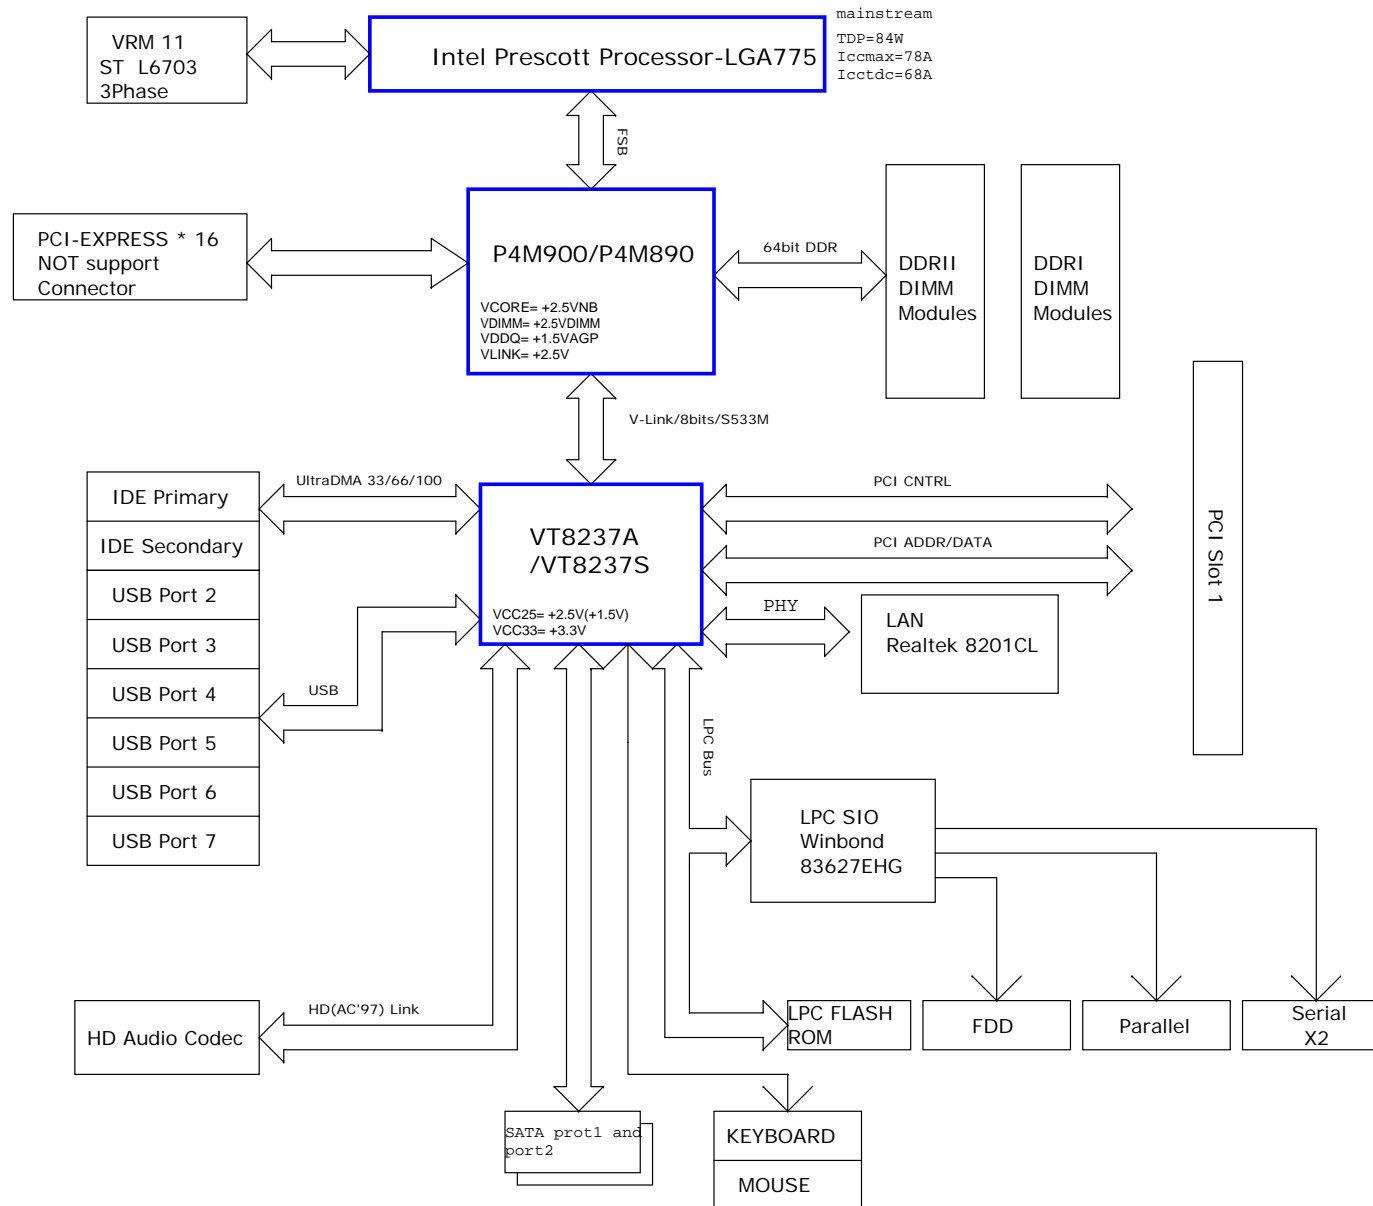 mainstream
TDP=84W
Iccmax=78A
Icctdc=68A
VRM 11
ST L6703
3Phase
Intel Prescott Processor-LGA775
FSB
PCI-EXPRESS * 16
NOT support
Connector
P4M900/P4M890
VCORE= +2.5VNB
VDIMM= +2.5VDIMM
VDDQ= +1.5VAGP
VLINK= +2.5V
64bit DDR
DDRII
DIMM
Modules
DDRI
DIMM
Modules
V-Link/8bits/S533M
IDE Primary
IDE Secondary
USB Port 2
USB Port 3
USB Port 4
USB Port 5
USB Port 6
USB Port 7
UltraDMA 33/66/100
USB
VT8237A
/VT8237S
VCC25= +2.5V(+1.5V)
VCC33= +3.3V
PCI CNTRL
PCI ADDR/DATA
PHY
LAN
Realtek 8201CL
PCI Slot 1
LPC Bus
LPC SIO
Winbond
83627EHG
HD Audio Codec
HD(AC'97) Link
LPC FLASH
ROM
FDD
Parallel
Serial
X2
SATA prot1 and
port2
KEYBOARD
MOUSE